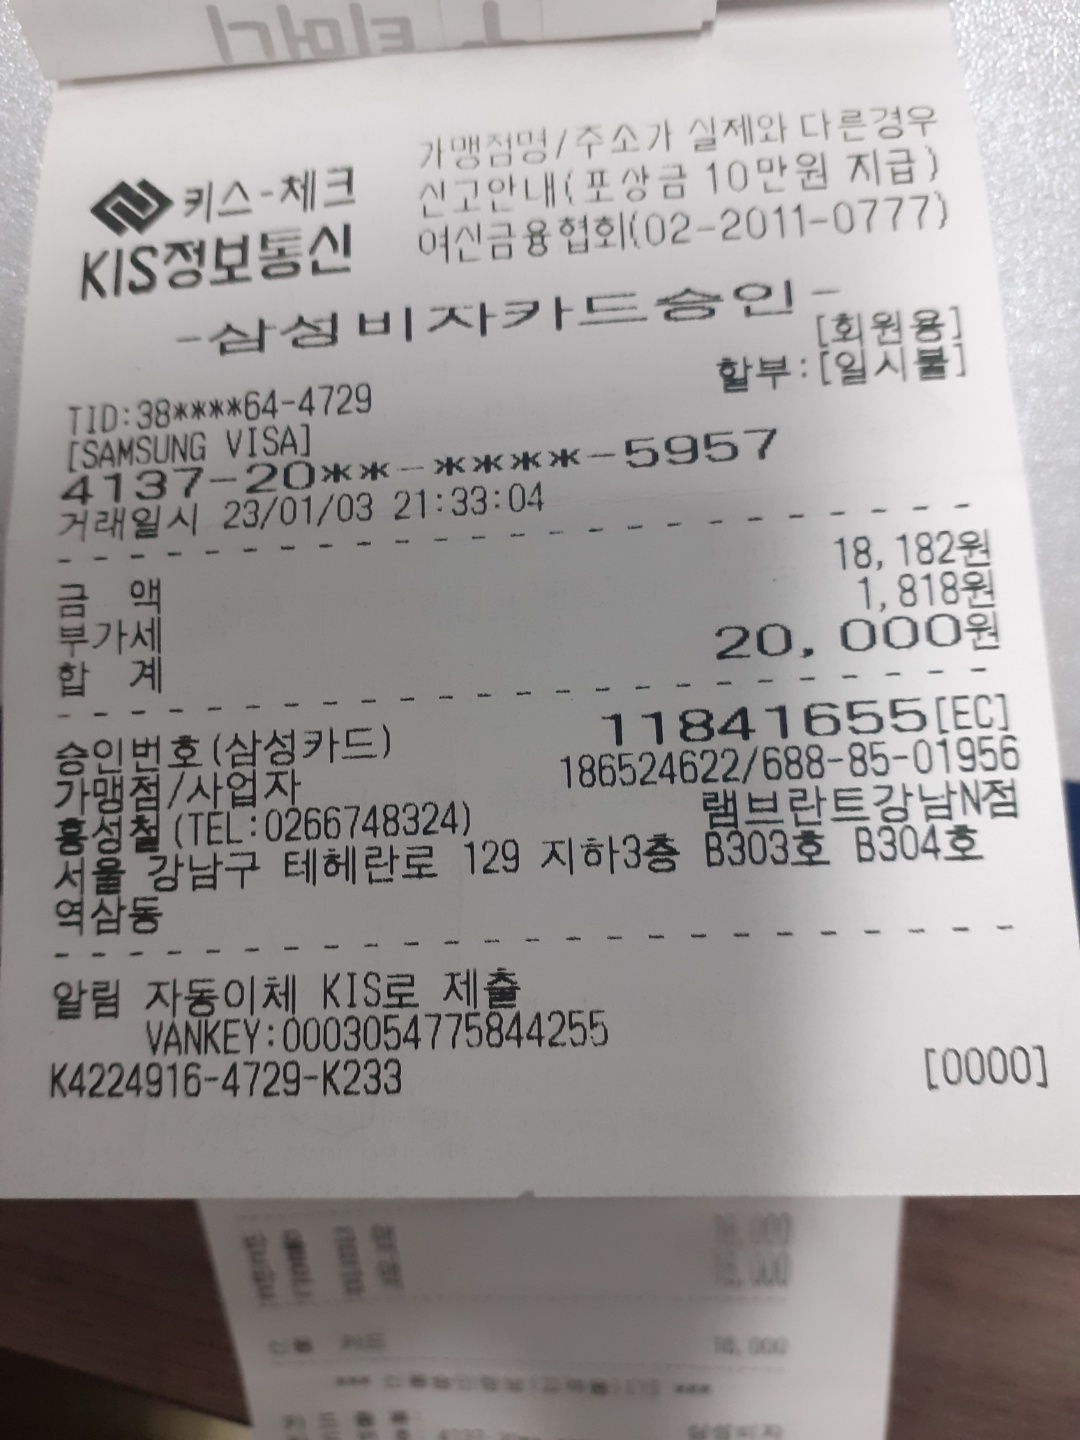 티머니
키스-체크
KIS정보통신
가맹점명/주소가 실제와 다른경우
신고안내(포상금 10만원 지급)
여신금융협회(02-2011-0777)
-삼성비자카드승인-
[회원용]
할부:[일시불]
TID:38****64-4729
[SAMSUNG VISA]
4137-20**-****-5957
거래일시 23/01/03 21:33:04
금 액 18,182원
부가세 1,818원
합 계 20,000원
승인번호(삼성카드) 11841655[EC]
가맹점/사업자 186524622/688-85-01956
홍성철(TEL:0266748324) 램브란트강남N점
서울 강남구 테헤란로 129 지하3층 B303호 B304호
역삼동
알림 자동이체 KIS로 제출
VANKEY:0003054775844255
K4224916-4729-K233 [0000]
신용 카드